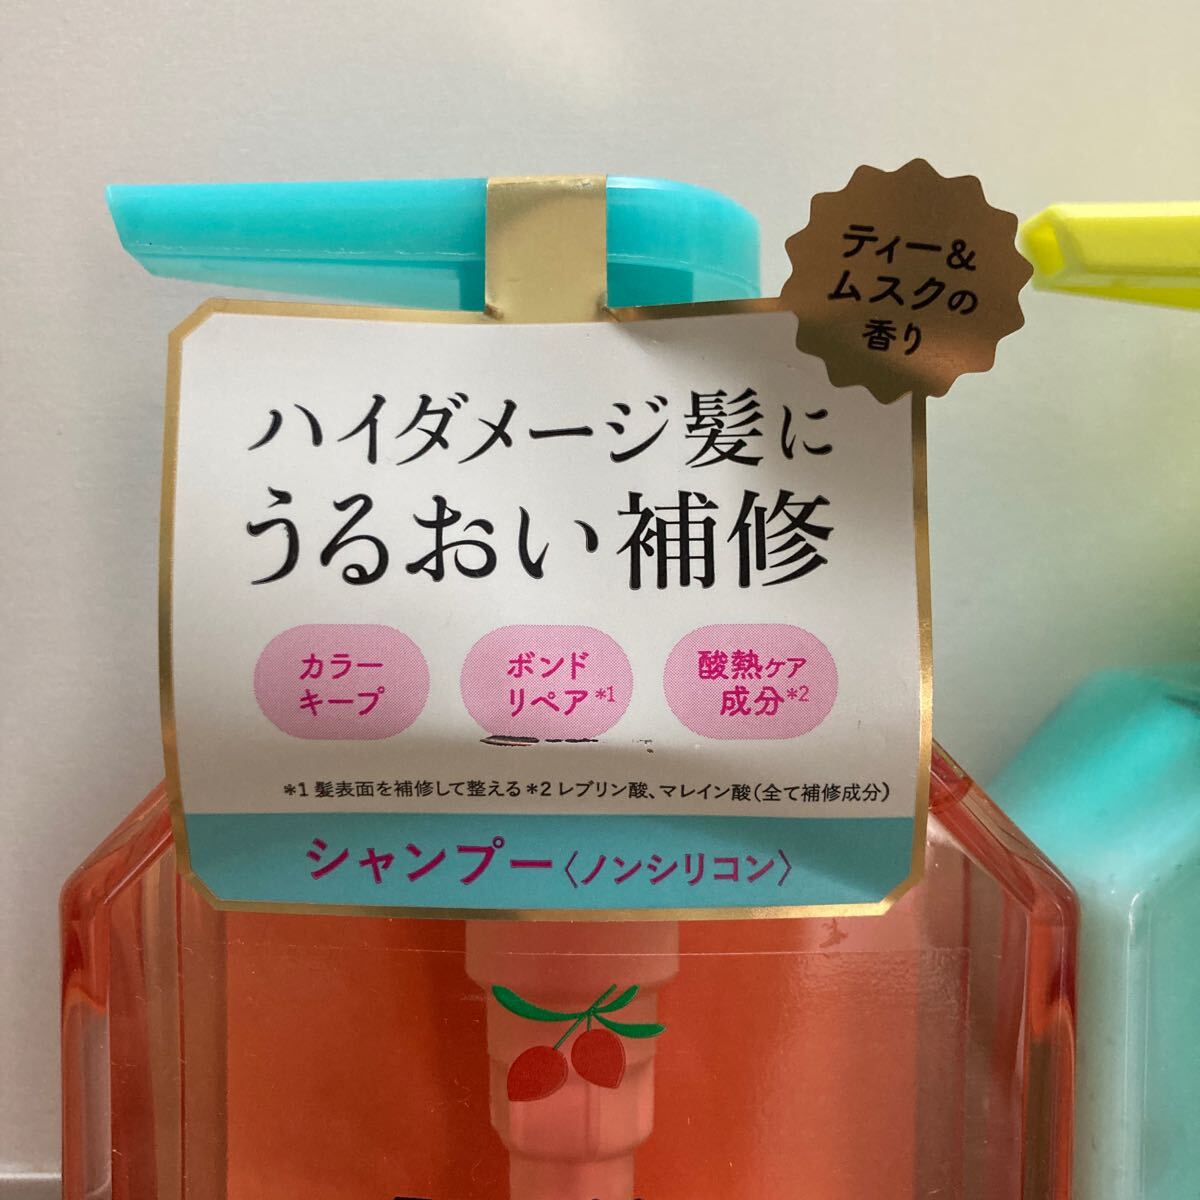 ティー&
ムスクの
香り
ハイダメージ髪に
うるおい補修
カラー
キープ
ボンド
リペア*1
酸熱ケア
成分*2
*1 髪表面を補修して整える *2 レブリン酸、マレイン酸(全て補修成分)
シャンプー〈ノンシリコン〉